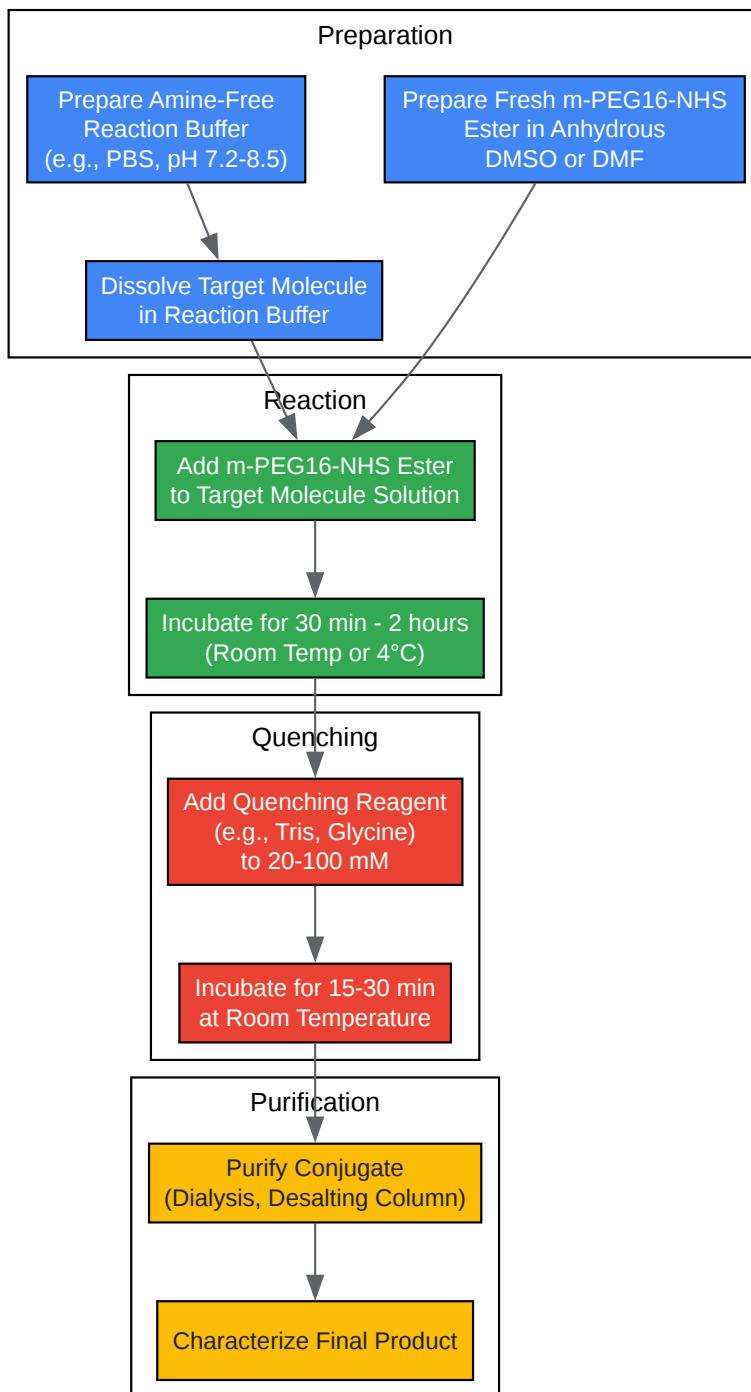 Preparation
Prepare Amine-Free
Reaction Buffer
(e.g., PBS, pH 7.2-8.5)
Prepare Fresh m-PEG16-NHS
Ester in Anhydrous
DMSO or DMF
Dissolve Target Molecule
in Reaction Buffer
Reaction
Add m-PEG16-NHS Ester
to Target Molecule Solution
Incubate for 30 min - 2 hours
(Room Temp or 4°C)
Quenching
Add Quenching Reagent
(e.g., Tris, Glycine)
to 20-100 mM
Incubate for 15-30 min
at Room Temperature
Purification
Purify Conjugate
(Dialysis, Desalting Column)
Characterize Final Product